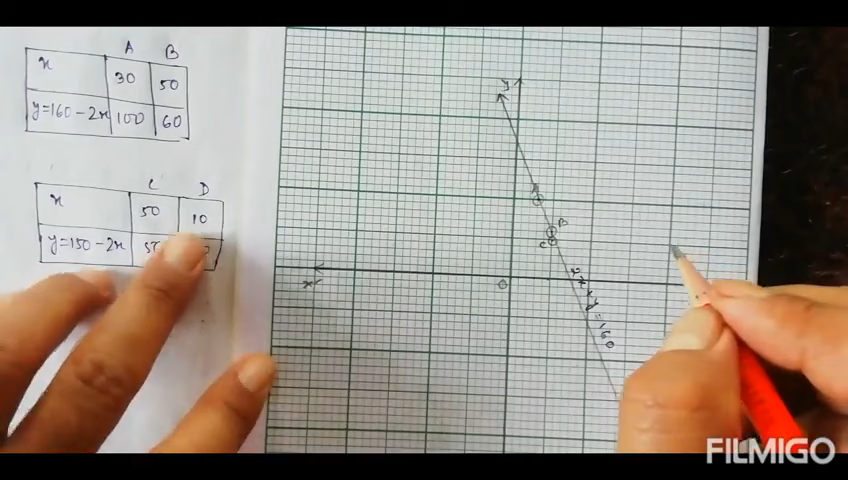 A B
x 30 50
y=160-2x 100 60
C D
x 50 10
y=150-2x
y
A
B
C
x' O
2x+y=160
FILMIGO